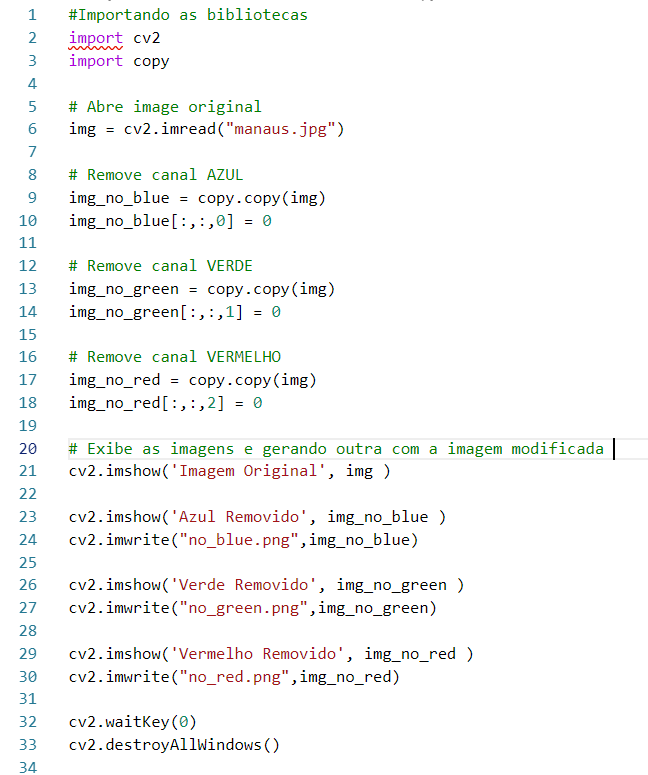 1 #Importando as bibliotecas
2 import cv2
3 import copy
4
5 # Abre image original
6 img = cv2.imread("manaus.jpg")
7
8 # Remove canal AZUL
9 img_no_blue = copy.copy(img)
10 img_no_blue[:,:,0] = 0
11
12 # Remove canal VERDE
13 img_no_green = copy.copy(img)
14 img_no_green[:,:,1] = 0
15
16 # Remove canal VERMELHO
17 img_no_red = copy.copy(img)
18 img_no_red[:,:,2] = 0
19
20 # Exibe as imagens e gerando outra com a imagem modificada
21 cv2.imshow('Imagem Original', img )
22
23 cv2.imshow('Azul Removido', img_no_blue )
24 cv2.imwrite("no_blue.png",img_no_blue)
25
26 cv2.imshow('Verde Removido', img_no_green )
27 cv2.imwrite("no_green.png",img_no_green)
28
29 cv2.imshow('Vermelho Removido', img_no_red )
30 cv2.imwrite("no_red.png",img_no_red)
31
32 cv2.waitKey(0)
33 cv2.destroyAllWindows()
34